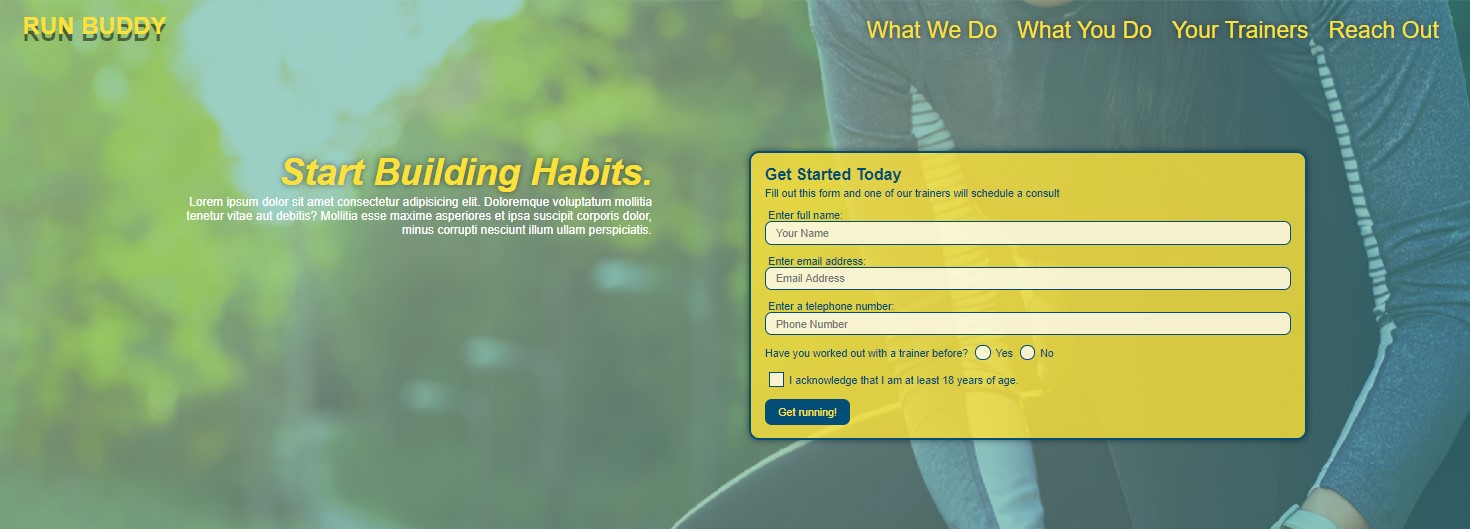 RUN BUDDY
What We Do What You Do Your Trainers Reach Out
Start Building Habits.
Lorem ipsum dolor sit amet consectetur adipisicing elit. Doloremque voluptatum mollitia
tenetur vitae aut debitis? Mollitia esse maxime asperiores et ipsa suscipit corporis dolor,
minus corrupti nesciunt illum ullam perspiciatis.
Get Started Today
Fill out this form and one of our trainers will schedule a consult
Enter full name:
Your Name
Enter email address:
Email Address
Enter a telephone number:
Phone Number
Have you worked out with a trainer before? Yes No
I acknowledge that I am at least 18 years of age.
Get running!